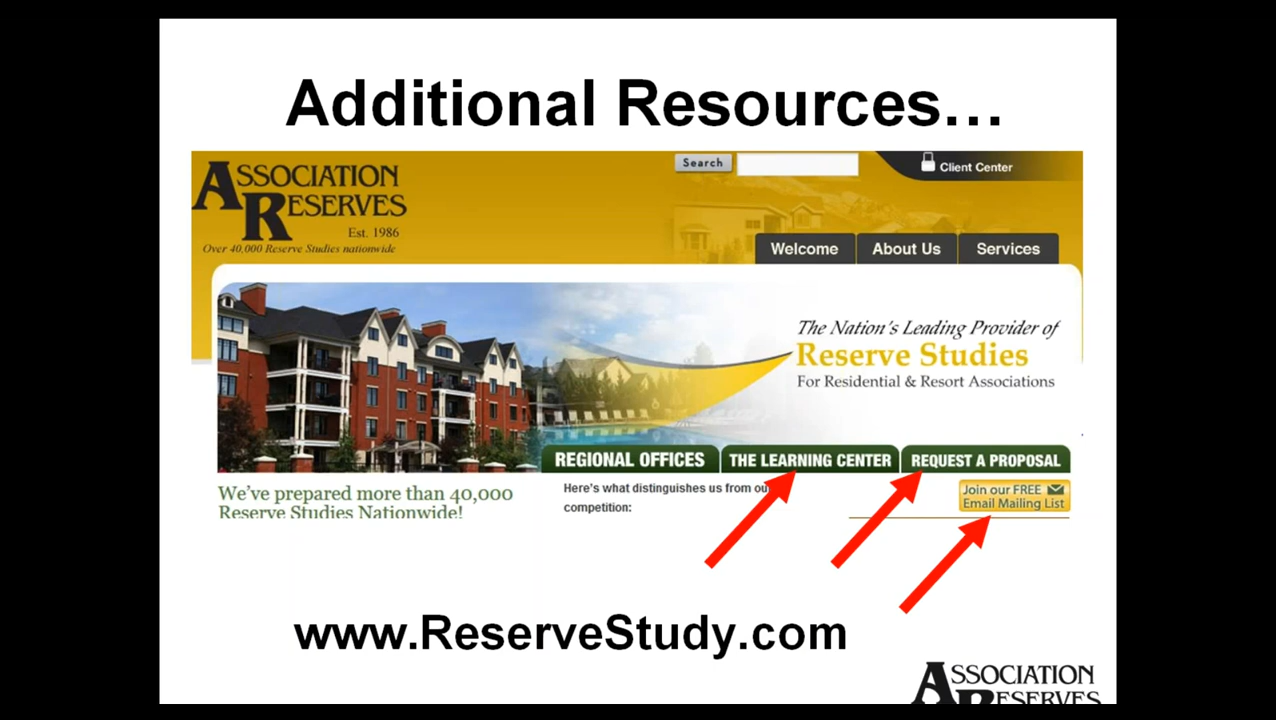 Additional Resources…
Search
Client Center
ASSOCIATION
RESERVES
Est. 1986
Over 40,000 Reserve Studies nationwide
Welcome
About Us
Services
The Nation's Leading Provider of
Reserve Studies
For Residential & Resort Associations
REGIONAL OFFICES
THE LEARNING CENTER
REQUEST A PROPOSAL
We've prepared more than 40,000
Reserve Studies Nationwide!
Here's what distinguishes us from ou
competition:
Join our FREE
Email Mailing List
www.ReserveStudy.com
ASSOCIATION
RESERVES